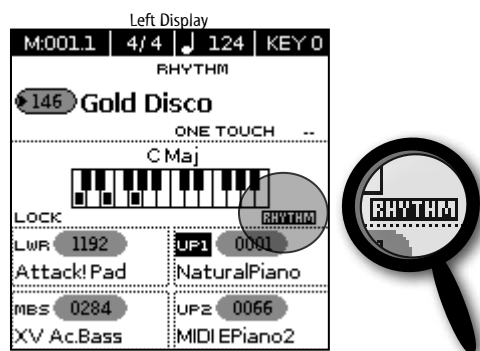 Left Display
M:001.1 4/4 ♩ 124 KEY 0
RHYTHM
146 Gold Disco
ONE TOUCH --
C Maj
LOCK RHYTHM
RHYTHM
LWR 1192 UP1 0001
Attack! Pad NaturalPiano
MBS 0284 UP2 0066
XV Ac.Bass MIDI EPiano2